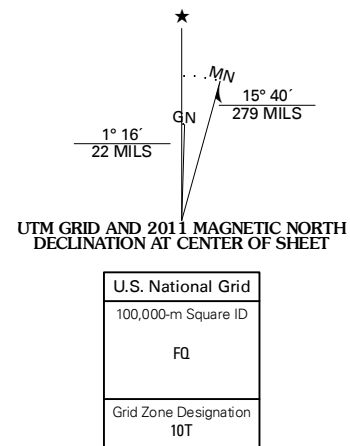 ★
MN
15° 40´
279 MILS
GN
1° 16´
22 MILS
UTM GRID AND 2011 MAGNETIC NORTH
DECLINATION AT CENTER OF SHEET
U.S. National Grid
100,000-m Square ID
FQ
Grid Zone Designation
10T